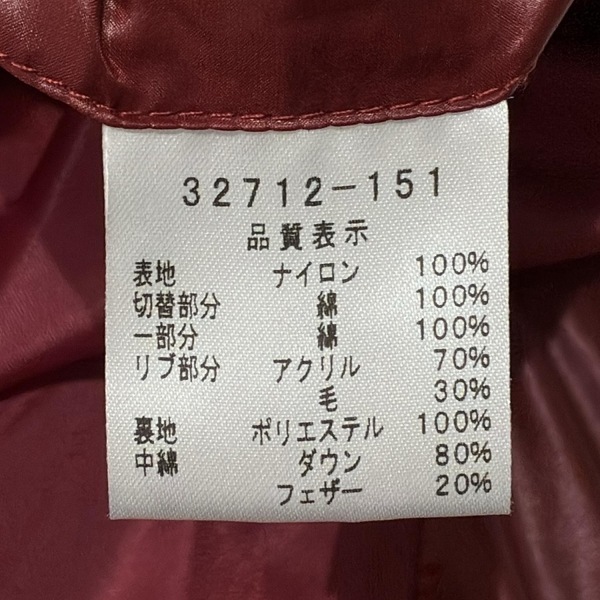 32712-151
品質表示
表地 ナイロン 100%
切替部分 綿 100%
一部分 綿 100%
リブ部分 アクリル 70%
毛 30%
裏地 ポリエステル 100%
中綿 ダウン 80%
フェザー 20%